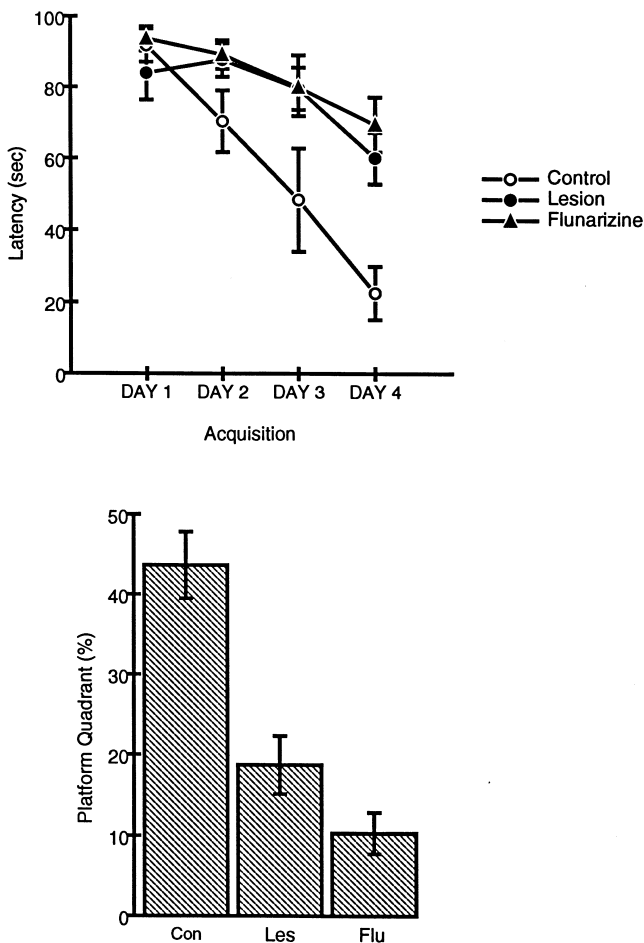 100
80
60
40
20
0
Latency (sec)
DAY 1 DAY 2 DAY 3 DAY 4
Acquisition
Control
Lesion
Flunarizine
50
40
30
20
10
0
Platform Quadrant (%)
Con Les Flu